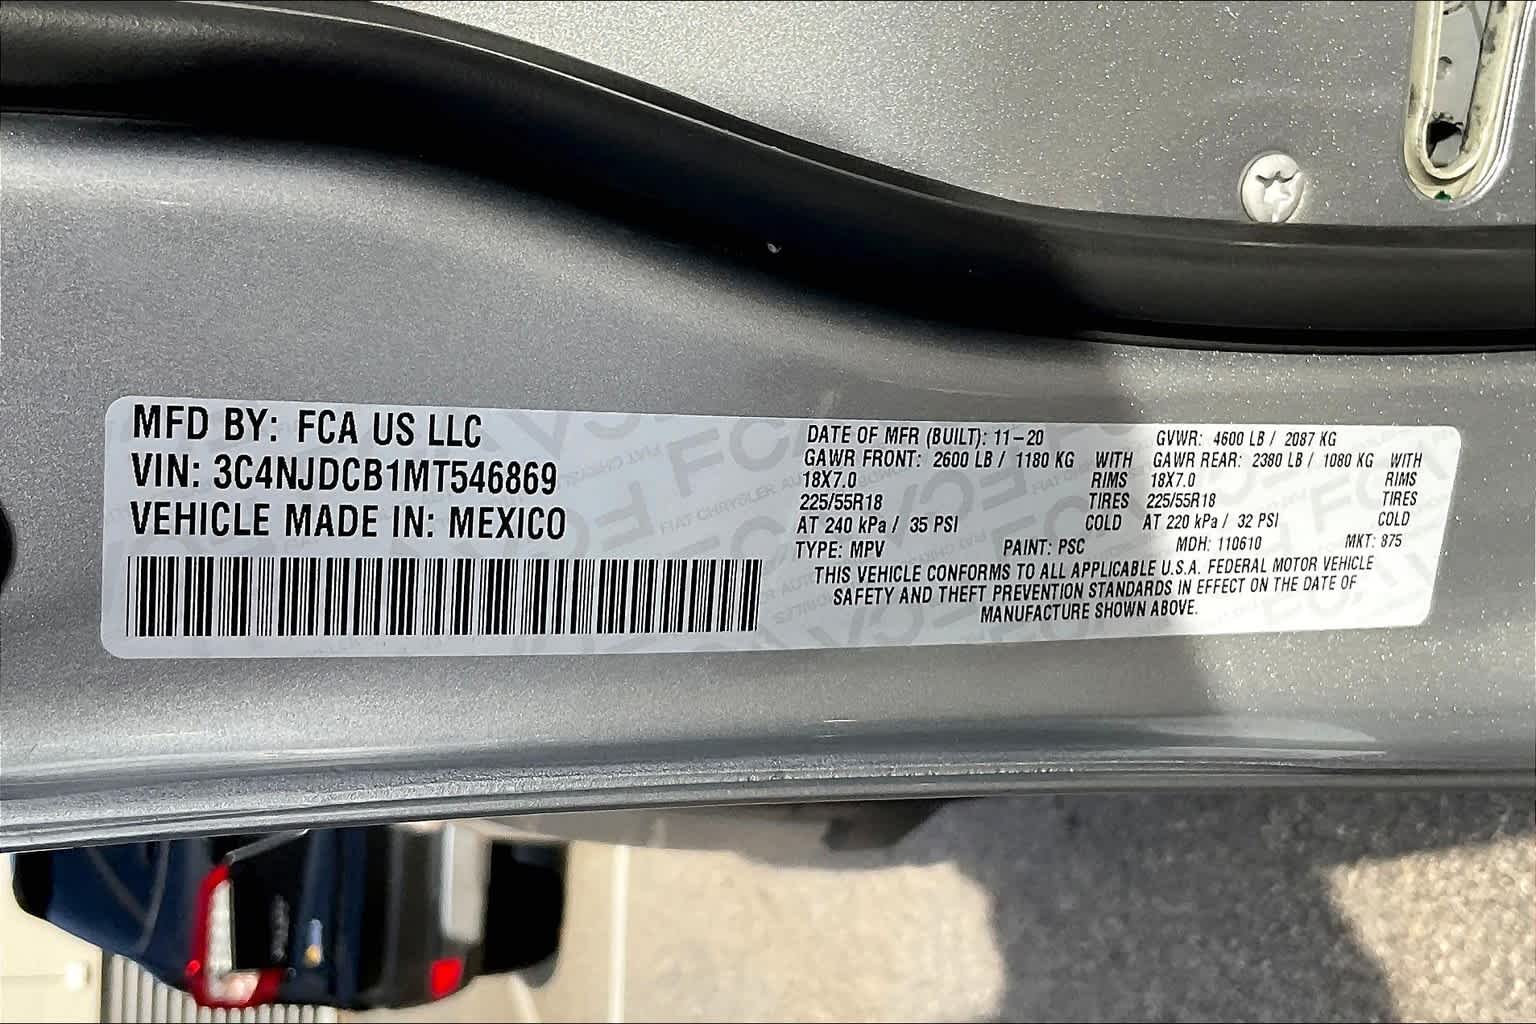 MFD BY: FCA US LLC
VIN: 3C4NJDCB1MT546869
VEHICLE MADE IN: MEXICO
DATE OF MFR (BUILT): 11-20 GVWR: 4600 LB / 2087 KG
GAWR FRONT: 2600 LB / 1180 KG WITH GAWR REAR: 2380 LB / 1080 KG WITH
18X7.0 RIMS 18X7.0 RIMS
225/55R18 TIRES 225/55R18 TIRES
AT 240 kPa / 35 PSI COLD AT 220 kPa / 32 PSI COLD
TYPE: MPV PAINT: PSC MDH: 110610 MKT: 875
THIS VEHICLE CONFORMS TO ALL APPLICABLE U.S.A. FEDERAL MOTOR VEHICLE
SAFETY AND THEFT PREVENTION STANDARDS IN EFFECT ON THE DATE OF
MANUFACTURE SHOWN ABOVE.